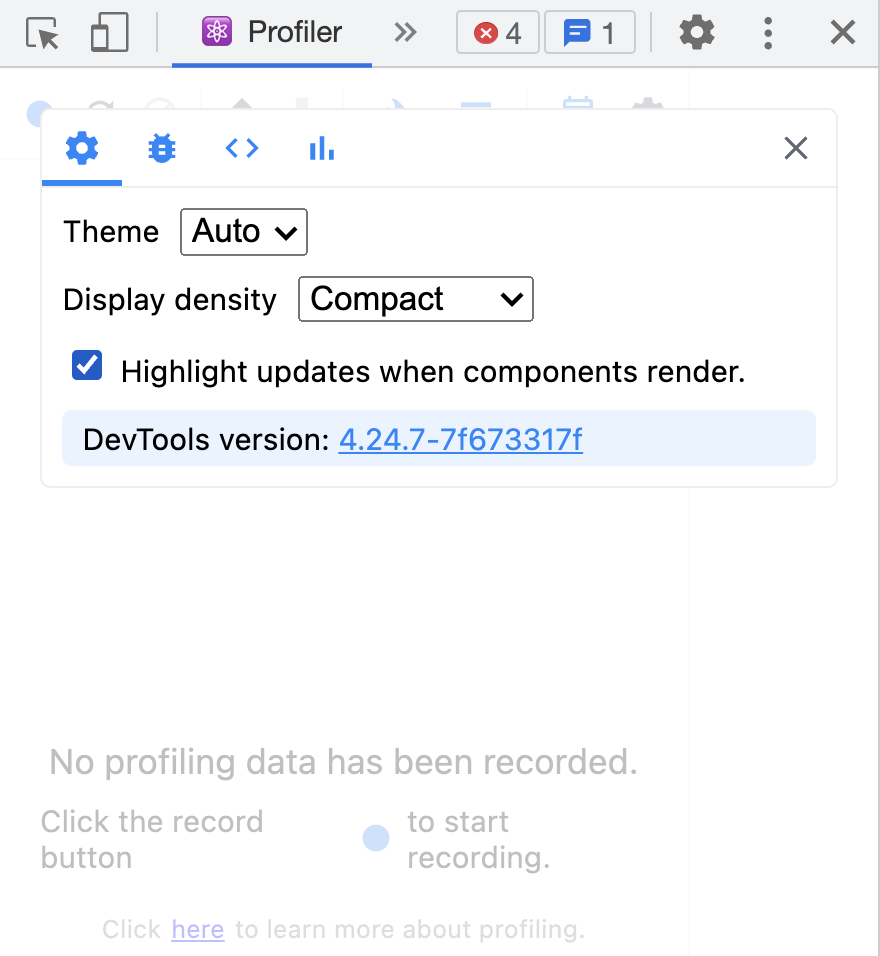 Profiler
4
1
Theme Auto
Display density Compact
Highlight updates when components render.
DevTools version: 4.24.7-7f673317f
No profiling data has been recorded.
Click the record button
to start recording.
Click here to learn more about profiling.